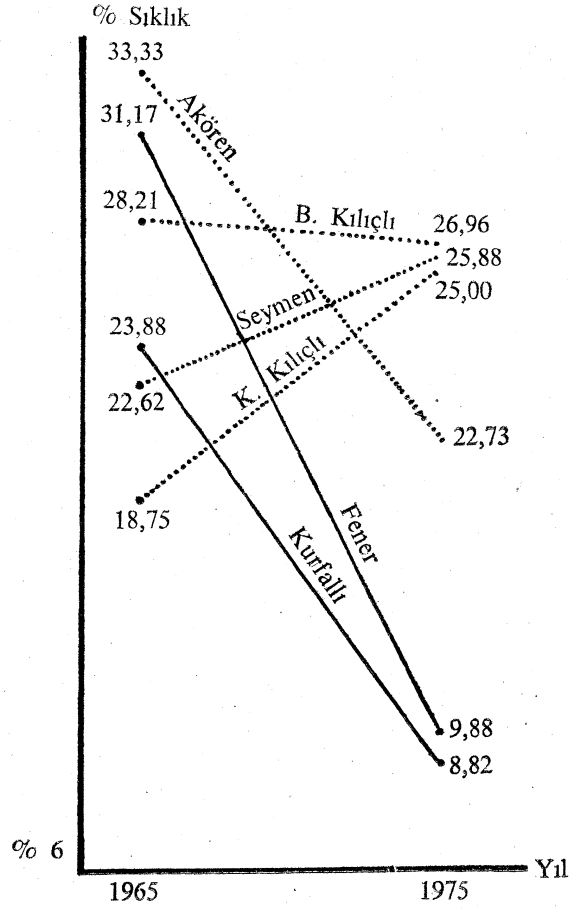 % Sıklık
33,33
Akören
31,17
28,21
B. Kılıçlı
26,96
25,88
25,00
Seymen
23,88
K. Kılıçlı
22,62
22,73
18,75
Fener
Kurfallı
9,88
8,82
% 6
Yıl
1965
1975